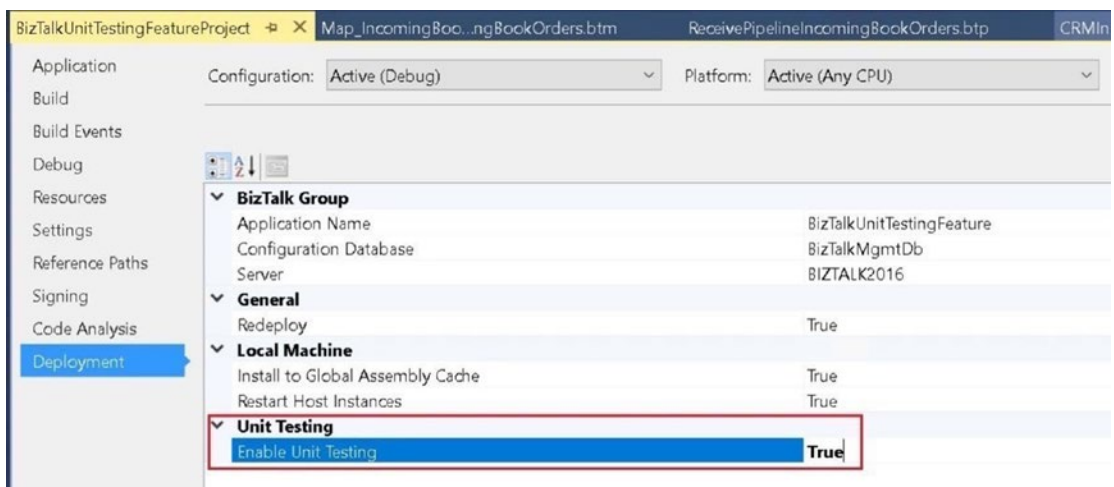 BizTalkUnitTestingFeatureProject Map_IncomingBoo...ngBookOrders.btm ReceivePipelineIncomingBookOrders.btp CRMIn
Application
Configuration: Active (Debug) Platform: Active (Any CPU)
Build
Build Events
Debug
Resources
BizTalk Group
Application Name BizTalkUnitTestingFeature
Settings
Configuration Database BizTalkMgmtDb
Reference Paths
Server BIZTALK2016
Signing
General
Redeploy True
Code Analysis
Local Machine
Deployment
Install to Global Assembly Cache True
Restart Host Instances True
Unit Testing
Enable Unit Testing True